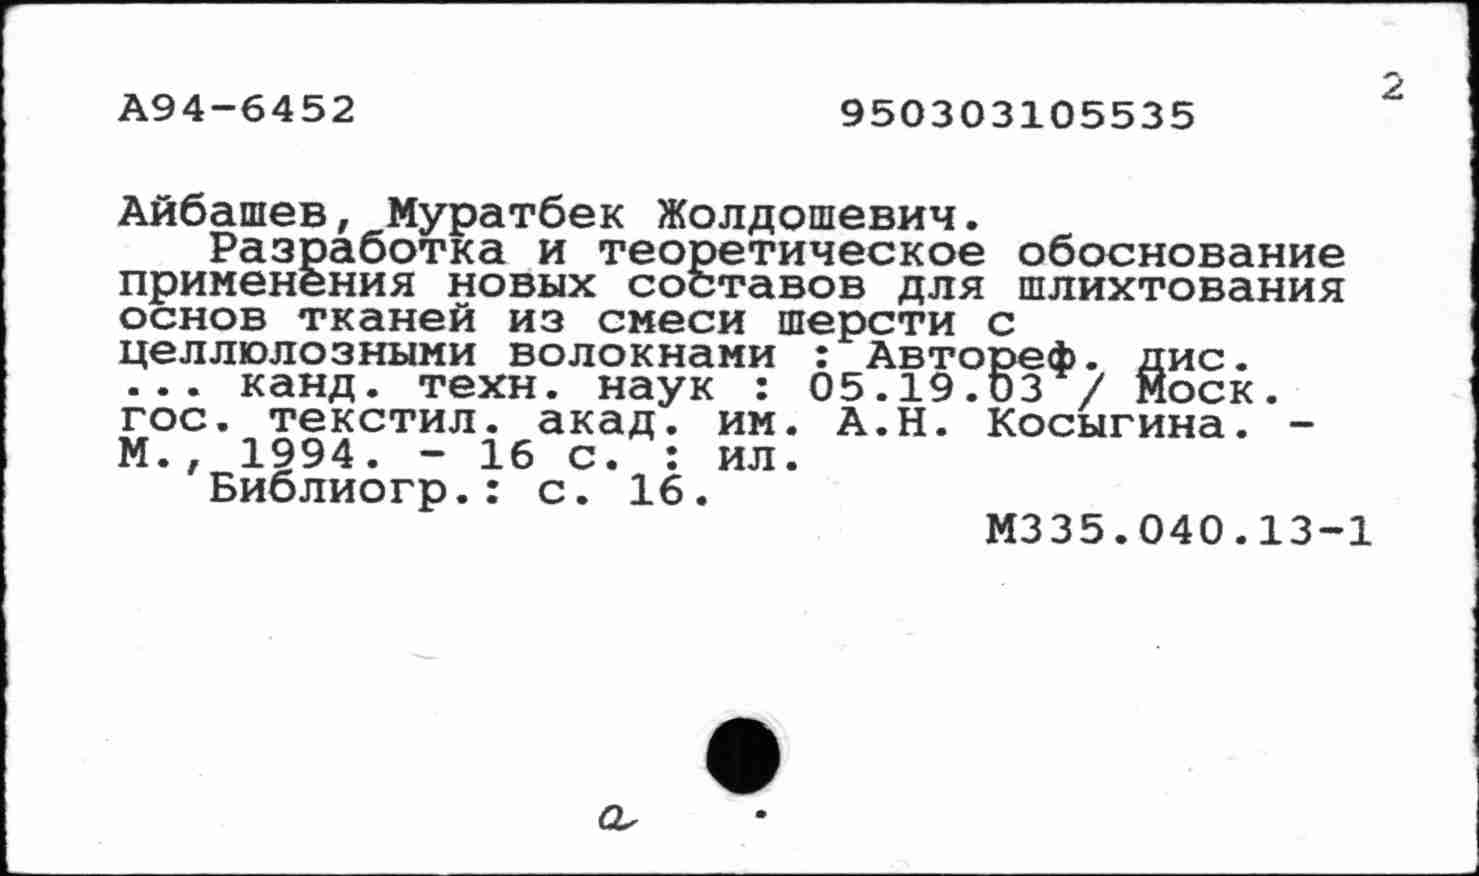 А94-6452 950303105535 2
Айбашев, Муратбек Жолдошевич.
Разработка и теоретическое обоснование
применения новых составов для шлихтования
основ тканей из смеси шерсти с
целлюлозными волокнами : Автореф. дис.
... канд. техн. наук : 05.19.03 / Моск.
гос. текстил. акад. им. А.Н. Косыгина. -
М., 1994. - 16 с. : ил.
Библиогр.: с. 16.
М335.040.13-1
а